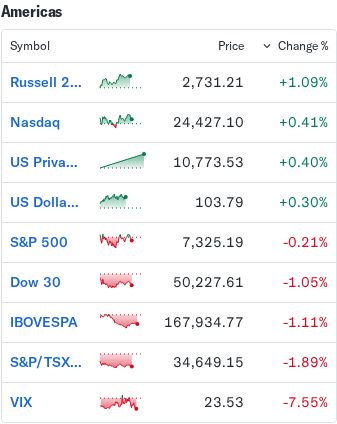 Americas
Symbol Price Change %
Russell 2... 2,731.21 +1.09%
Nasdaq 24,427.10 +0.41%
US Priva... 10,773.53 +0.40%
US Dolla... 103.79 +0.30%
S&P 500 7,325.19 -0.21%
Dow 30 50,227.61 -1.05%
IBOVESPA 167,934.77 -1.11%
S&P/TSX... 34,649.15 -1.89%
VIX 23.53 -7.55%